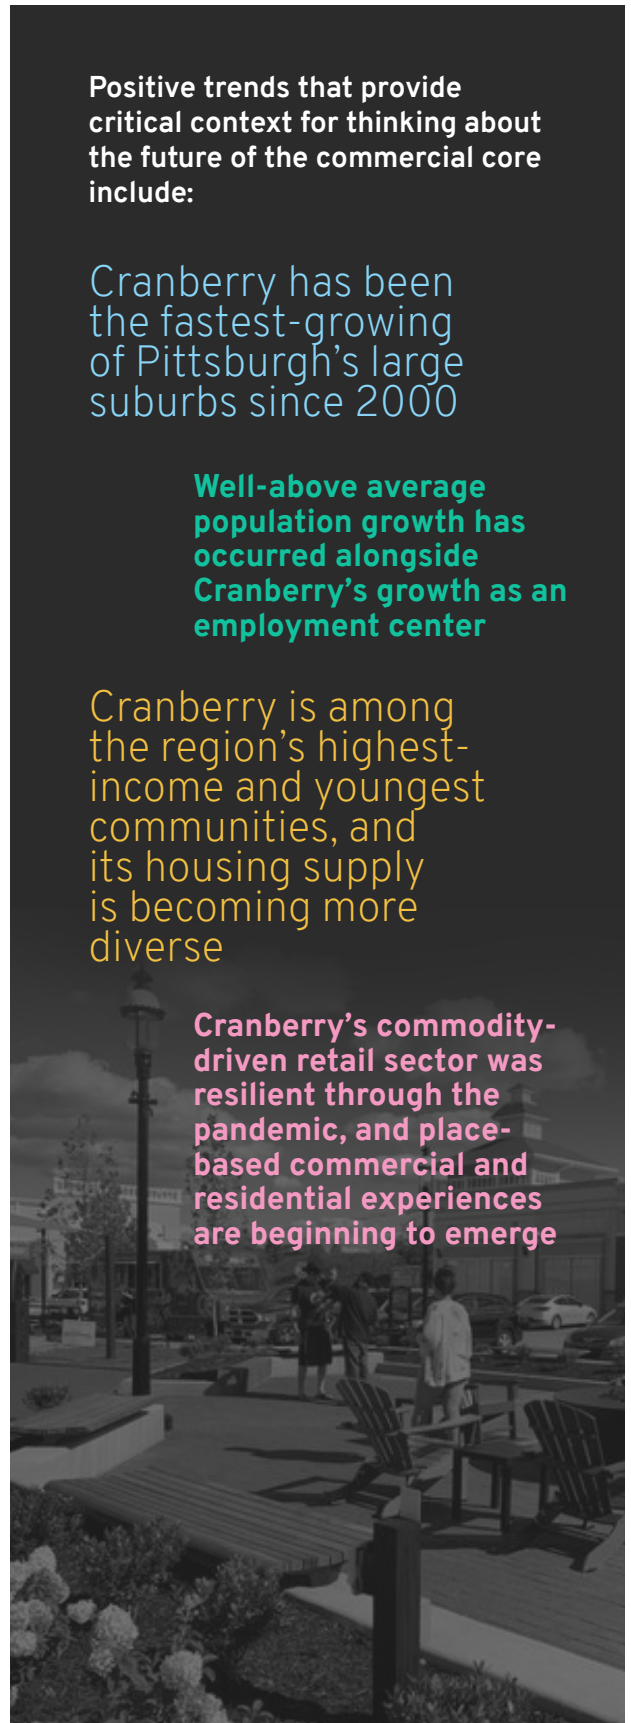 Positive trends that provide
critical context for thinking about
the future of the commercial core
include:
Cranberry has been
the fastest-growing
of Pittsburgh’s large
suburbs since 2000
Well-above average
population growth has
occurred alongside
Cranberry’s growth as an
employment center
Cranberry is among
the region’s highest-
income and youngest
communities, and
its housing supply
is becoming more
diverse
Cranberry’s commodity-
driven retail sector was
resilient through the
pandemic, and place-
based commercial and
residential experiences
are beginning to emerge